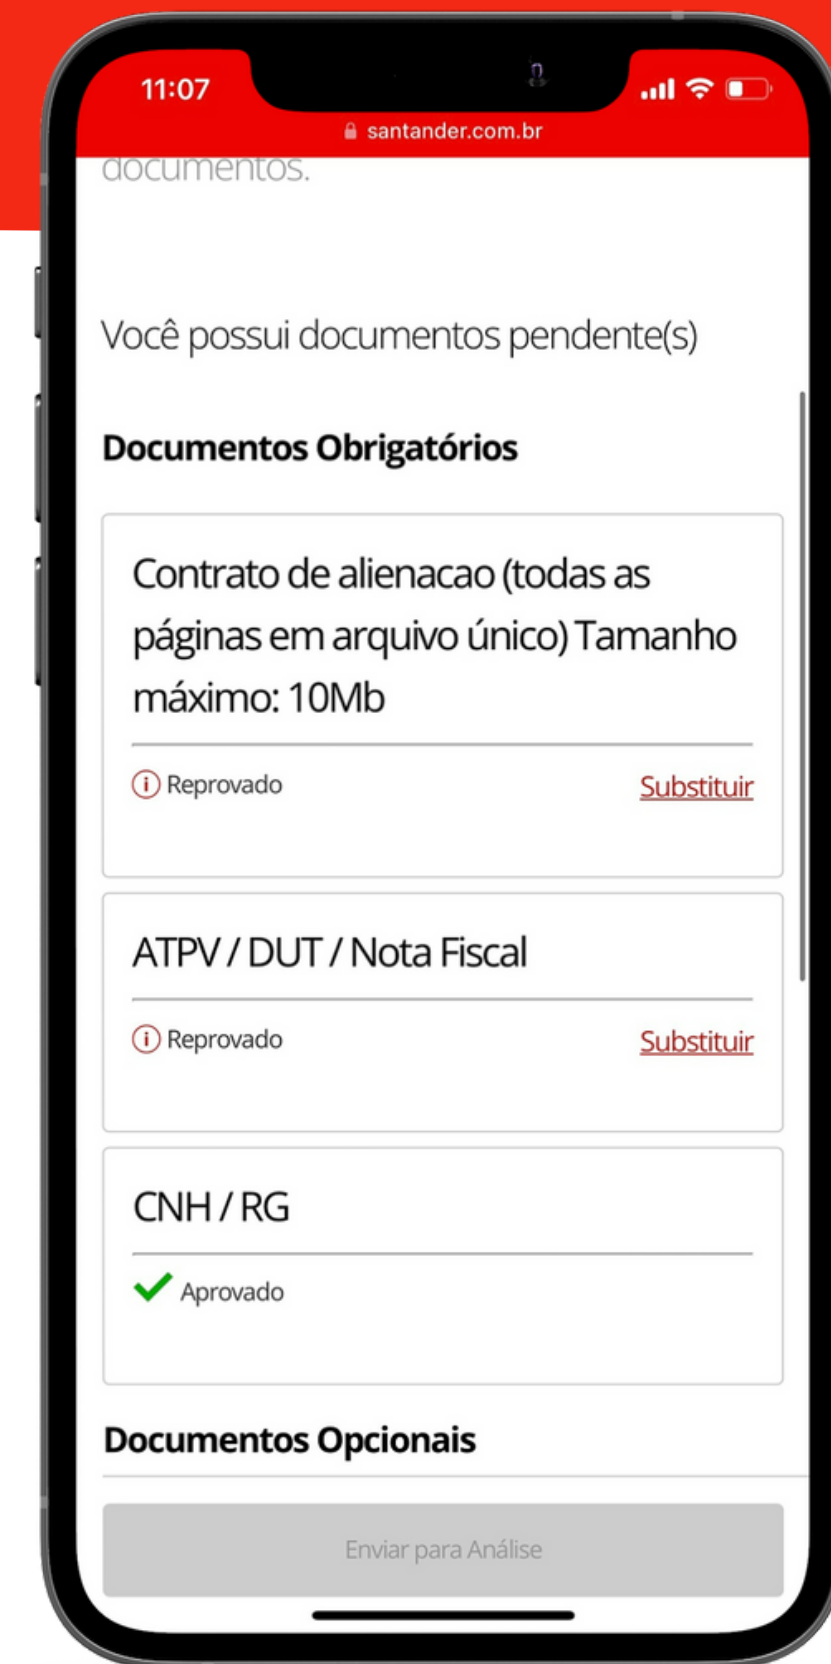 11:07
santander.com.br
documentos.
Você possui documentos pendente(s)
Documentos Obrigatórios
Contrato de alienacao (todas as
páginas em arquivo único) Tamanho
máximo: 10Mb
Reprovado
Substituir
ATPV / DUT / Nota Fiscal
Reprovado
Substituir
CNH / RG
Aprovado
Documentos Opcionais
Enviar para Análise